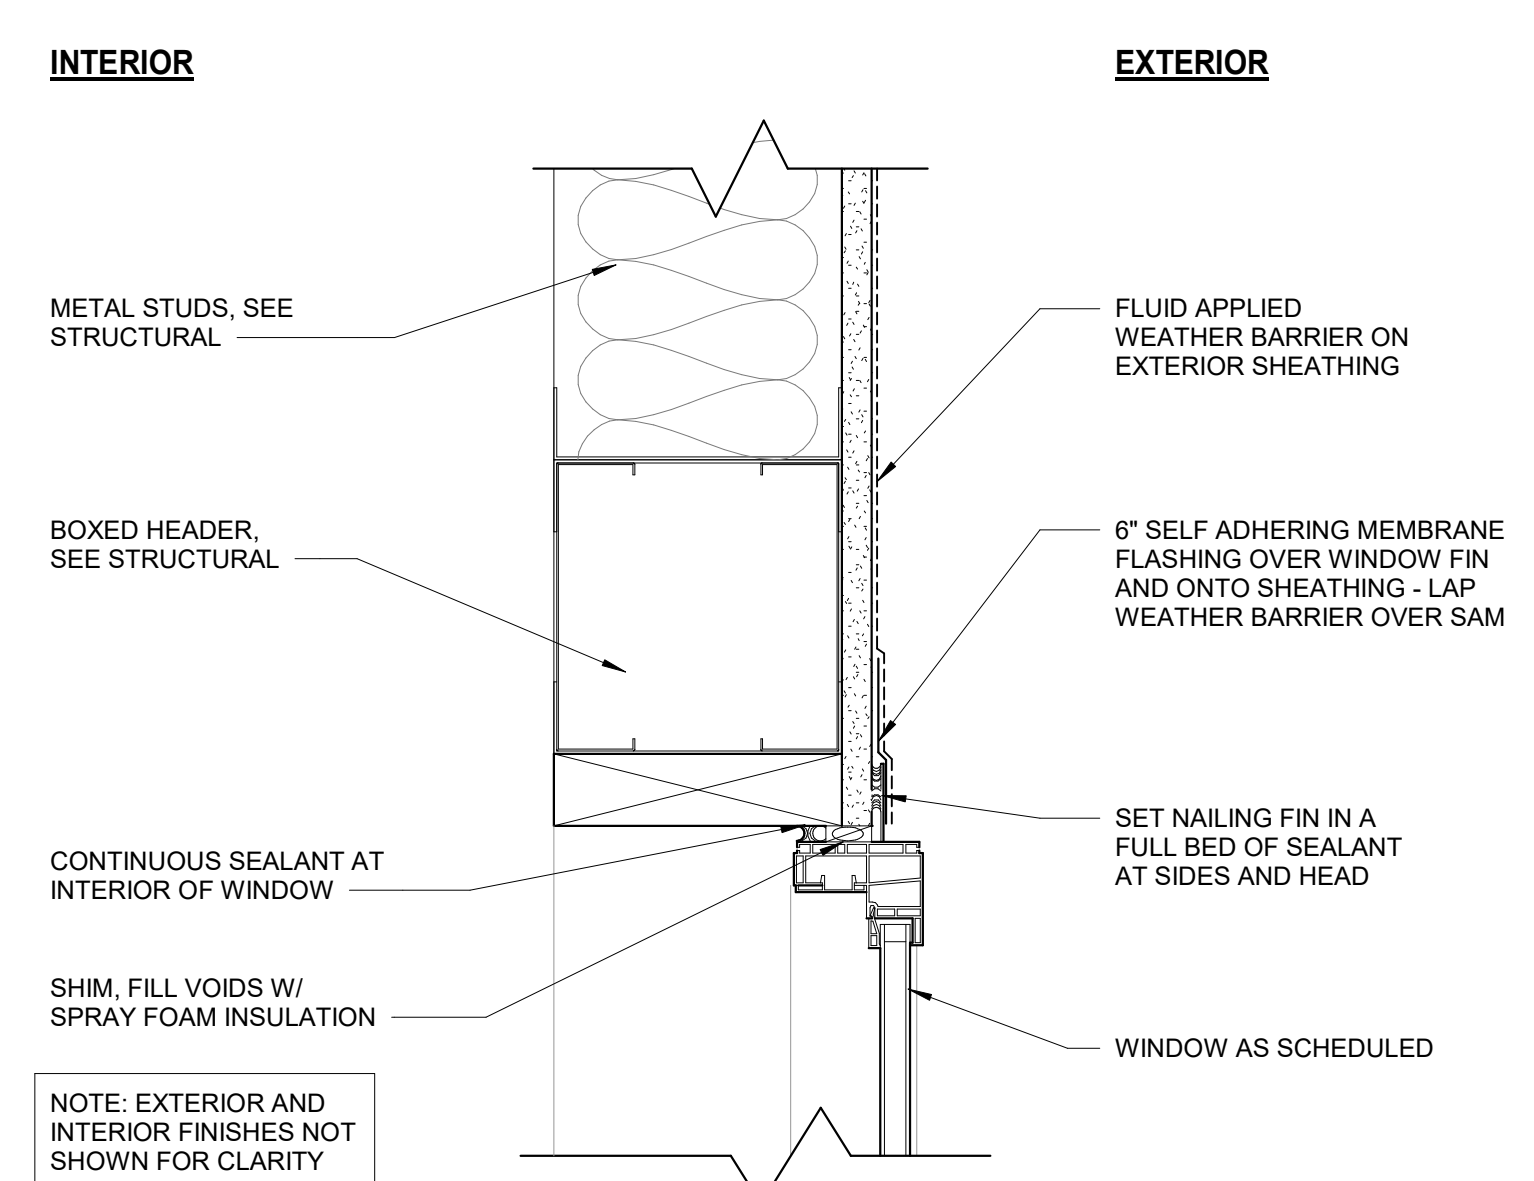 INTERIOR
EXTERIOR
METAL STUDS, SEE
STRUCTURAL
BOXED HEADER,
SEE STRUCTURAL
CONTINUOUS SEALANT AT
INTERIOR OF WINDOW
SHIM, FILL VOIDS W/
SPRAY FOAM INSULATION
NOTE: EXTERIOR AND
INTERIOR FINISHES NOT
SHOWN FOR CLARITY
FLUID APPLIED
WEATHER BARRIER ON
EXTERIOR SHEATHING
6" SELF ADHERING MEMBRANE
FLASHING OVER WINDOW FIN
AND ONTO SHEATHING - LAP
WEATHER BARRIER OVER SAM
SET NAILING FIN IN A
FULL BED OF SEALANT
AT SIDES AND HEAD
WINDOW AS SCHEDULED